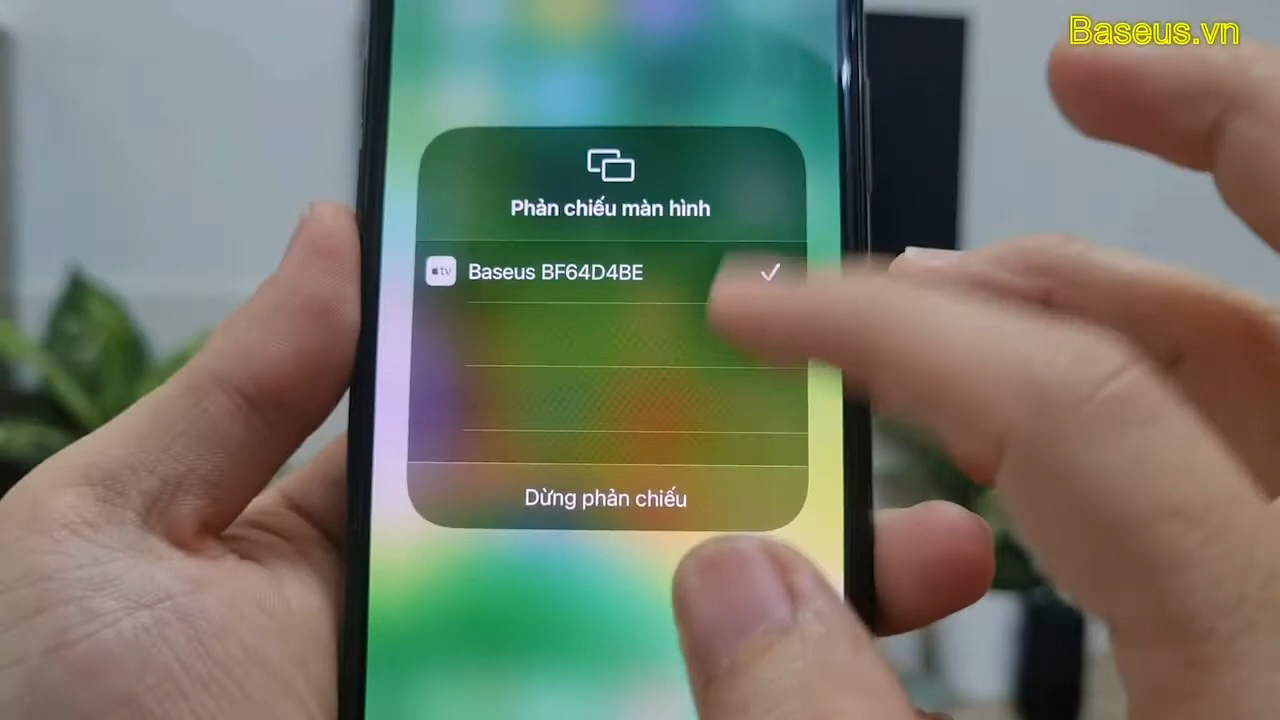 Baseus.vn
Phản chiếu màn hình
tv Baseus BF64D4BE
Dừng phản chiếu